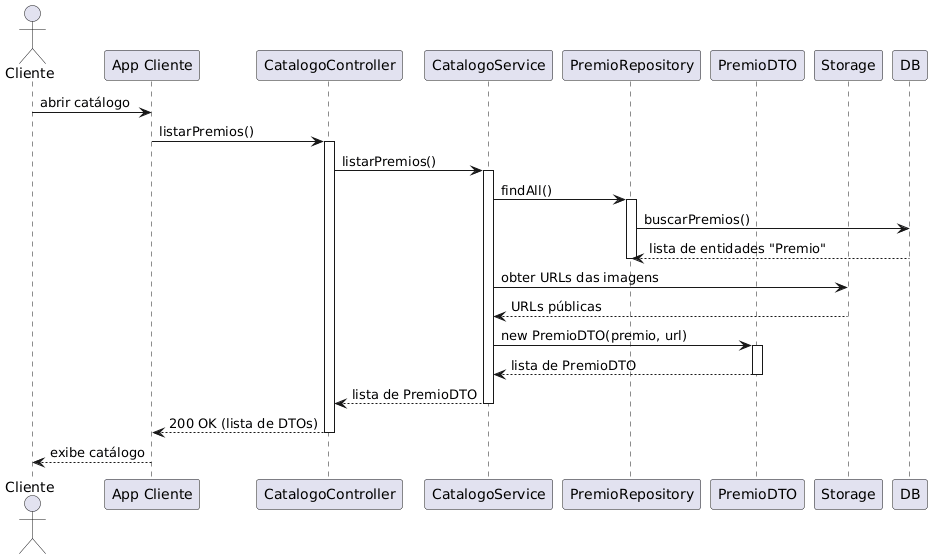 Cliente
App Cliente
CatalogoController
CatalogoService
PremioRepository
PremioDTO
Storage
DB
abrir catálogo
listarPremios()
listarPremios()
findAll()
buscarPremios()
lista de entidades "Premio"
obter URLs das imagens
URLs públicas
new PremioDTO(premio, url)
lista de PremioDTO
lista de PremioDTO
200 OK (lista de DTOs)
exibe catálogo
Cliente
App Cliente
CatalogoController
CatalogoService
PremioRepository
PremioDTO
Storage
DB